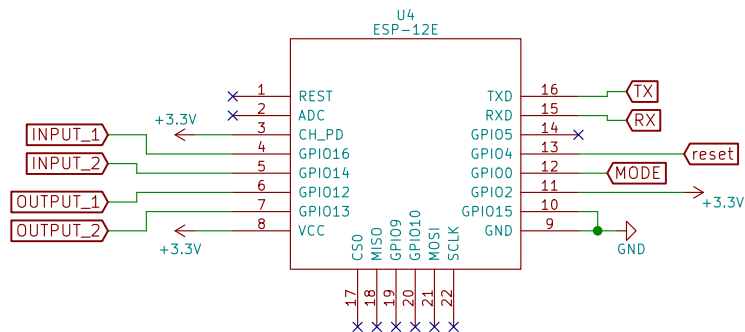 U4
ESP-12E
1 REST TXD 16 TX
2 ADC RXD 15 RX
+3.3V 3 CH_PD GPIO5 14
INPUT_1 4 GPIO16 GPIO4 13 reset
INPUT_2 5 GPIO14 GPIO0 12 MODE
OUTPUT_1 6 GPIO12 GPIO2 11 +3.3V
OUTPUT_2 7 GPIO13 GPIO15 10
+3.3V 8 VCC GND 9 GND
CS0 MISO GPIO9 GPIO10 MOSI SCLK
17 18 19 20 21 22